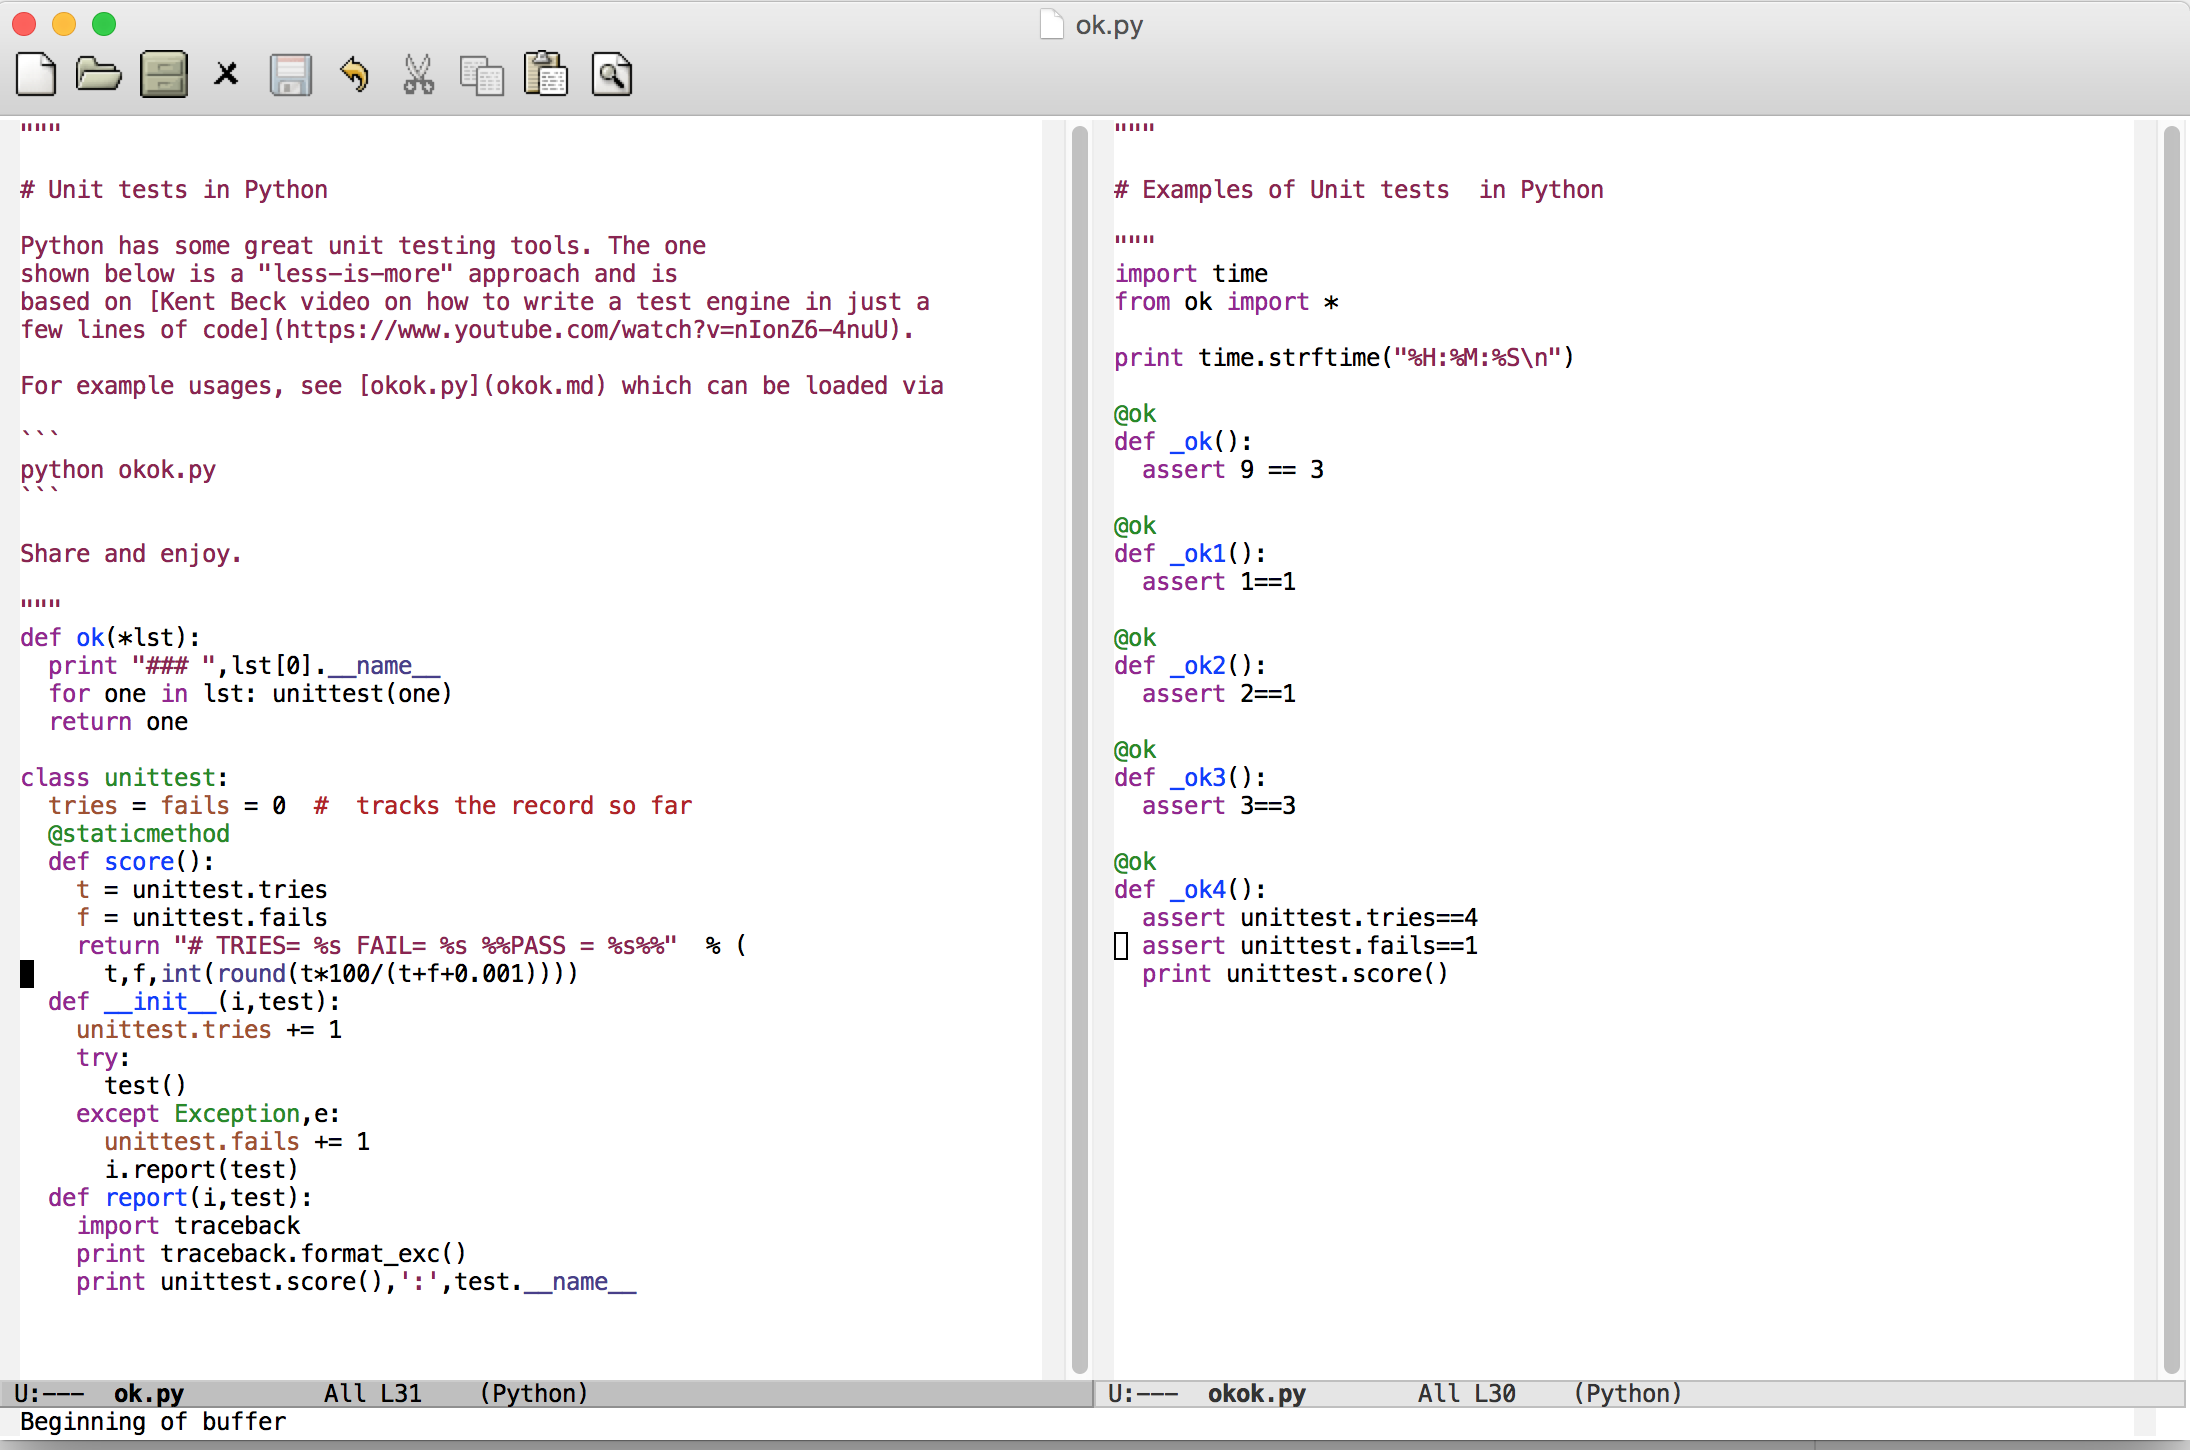 ok.py
"""

# Unit tests in Python

Python has some great unit testing tools. The one
shown below is a "less-is-more" approach and is
based on [Kent Beck video on how to write a test engine in just a
few lines of code](https://www.youtube.com/watch?v=nIonZ6-4nuU).

For example usages, see [okok.py](okok.md) which can be loaded via

```
python okok.py
```

Share and enjoy.

"""
def ok(*lst):
  print "### ",lst[0].__name__
  for one in lst: unittest(one)
  return one

class unittest:
  tries = fails = 0  #  tracks the record so far
  @staticmethod
  def score():
    t = unittest.tries
    f = unittest.fails
    return "# TRIES= %s FAIL= %s %%PASS = %s%%"  % (
      t,f,int(round(t*100/(t+f+0.001))))
  def __init__(i,test):
    unittest.tries += 1
    try:
      test()
    except Exception,e:
      unittest.fails += 1
      i.report(test)
  def report(i,test):
    import traceback
    print traceback.format_exc()
    print unittest.score(),':',test.__name__
U:---  ok.py          All L31    (Python)
Beginning of buffer
"""

# Examples of Unit tests  in Python

"""
import time
from ok import *

print time.strftime("%H:%M:%S\n")

@ok
def _ok():
  assert 9 == 3

@ok
def _ok1():
  assert 1==1

@ok
def _ok2():
  assert 2==1

@ok
def _ok3():
  assert 3==3

@ok
def _ok4():
  assert unittest.tries==4
  assert unittest.fails==1
  print unittest.score()
U:---  okok.py        All L30    (Python)